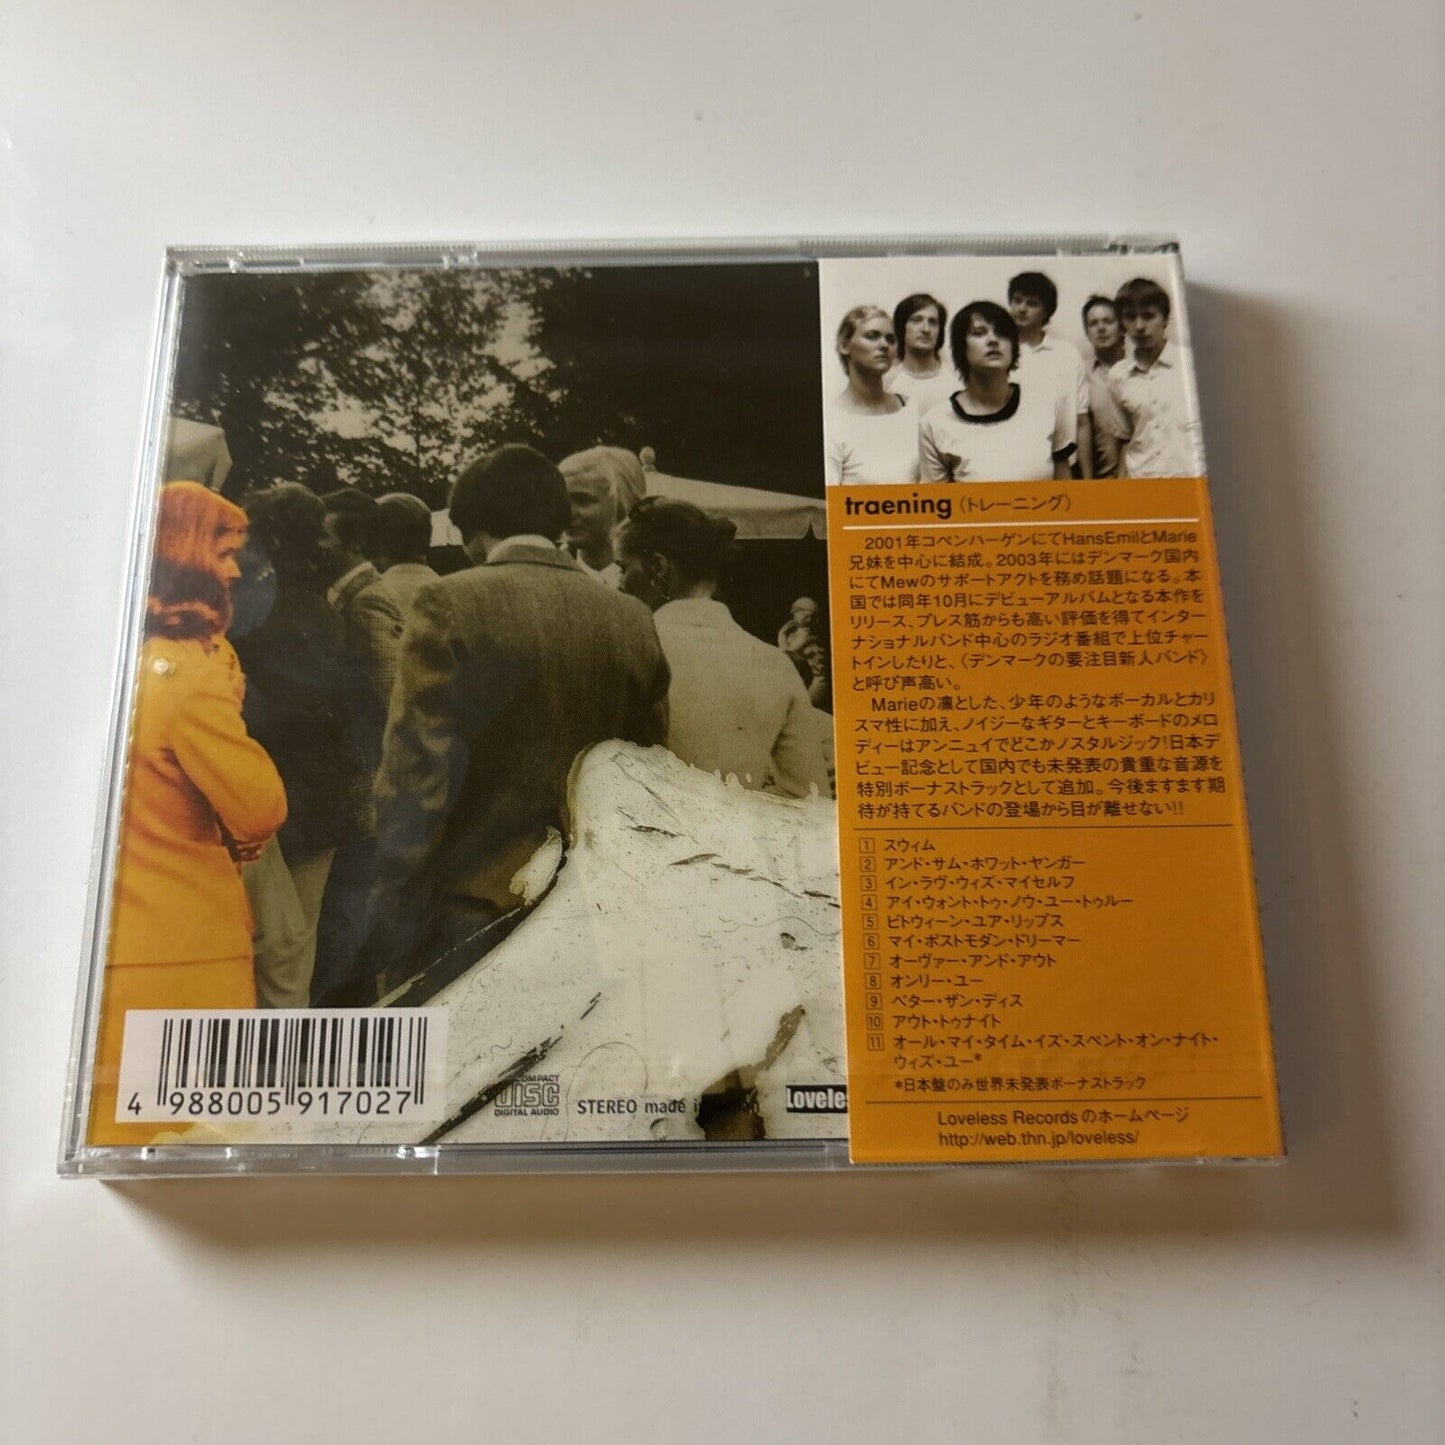 traening (トレーニング)
2001年コペンハーゲンにてHansEmilとMarie
兄妹を中心に結成。2003年にはデンマーク国内
にてMewのサポートアクトを務め話題になる。本
国では同年10月にデビューアルバムとなる本作を
リリース、プレス筋からも高い評価を得てインター
ナショナルバンド中心のラジオ番組で上位チャー
トインしたりと、〈デンマークの要注目新人バンド〉
と呼び声高い。
Marieの凛とした、少年のようなボーカルとカリ
スマ性に加え、ノイジーなギターとキーボードのメロ
ディーはアンニュイでどこかノスタルジック!日本デ
ビュー記念として国内でも未発表の貴重な音源を
特別ボーナストラックとして追加。今後ますます期
待が持てるバンドの登場から目が離せない!!
1 スウィム
2 アンド・サム・ホワット・ヤンガー
3 イン・ラヴ・ウィズ・マイセルフ
4 アイ・ウォント・トゥ・ノウ・ユー・トゥルー
5 ビトウィーン・ユア・リップス
6 マイ・ポストモダン・ドリーマー
7 オーヴァー・アンド・アウト
8 オンリー・ユー
9 ベター・ザン・ディス
10 アウト・トゥナイト
11 オール・マイ・タイム・イズ・スペント・オン・ナイト・
ウィズ・ユー*
*日本盤のみ世界未発表ボーナストラック
Loveless Recordsのホームページ
http://web.thn.jp/loveless/
4 988005 917027
COMPACT
DISC
DIGITAL AUDIO
STEREO made in
Loveles